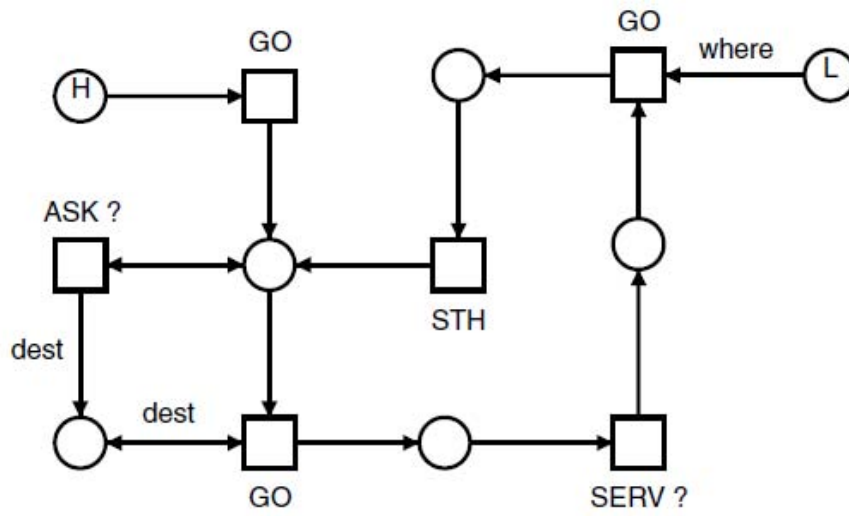 GO
GO
where
H
L
ASK ?
STH
dest
dest
GO
SERV ?